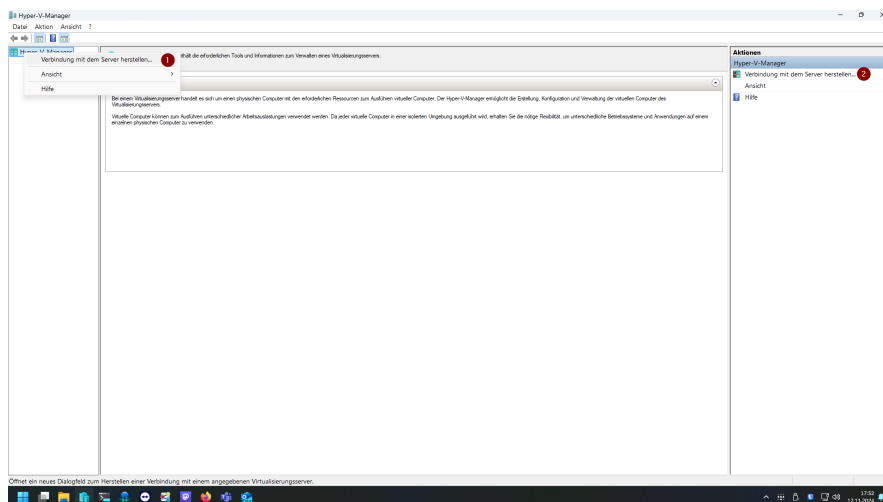 Hyper-V-Manager
Datei Aktion Ansicht ?
Hyper-V-Manager
Verbindung mit dem Server herstellen... 1
Ansicht
Hilfe
thält die erforderlichen Tools und Informationen zum Verwalten eines Virtualisierungsservers.
Bei einem Virtualisierungsserver handelt es sich um einen physischen Computer mit den erforderlichen Ressourcen zum Ausführen virtueller Computer. Der Hyper-V-Manager ermöglicht die Erstellung, Konfiguration und Verwaltung der virtuellen Computer des
Virtualisierungsservers.
Virtuelle Computer können zum Ausführen unterschiedlicher Arbeitsauslastungen verwendet werden. Da jeder virtuelle Computer in einer isolierten Umgebung ausgeführt wird, erhalten Sie die nötige Flexibilität, um unterschiedliche Betriebssysteme und Anwendungen auf einem
einzelnen physischen Computer zu verwenden.
Aktionen
Hyper-V-Manager
Verbindung mit dem Server herstellen... 2
Ansicht
Hilfe
Öffnet ein neues Dialogfeld zum Herstellen einer Verbindung mit einem angegebenen Virtualisierungsserver.
17:52
12.11.2024